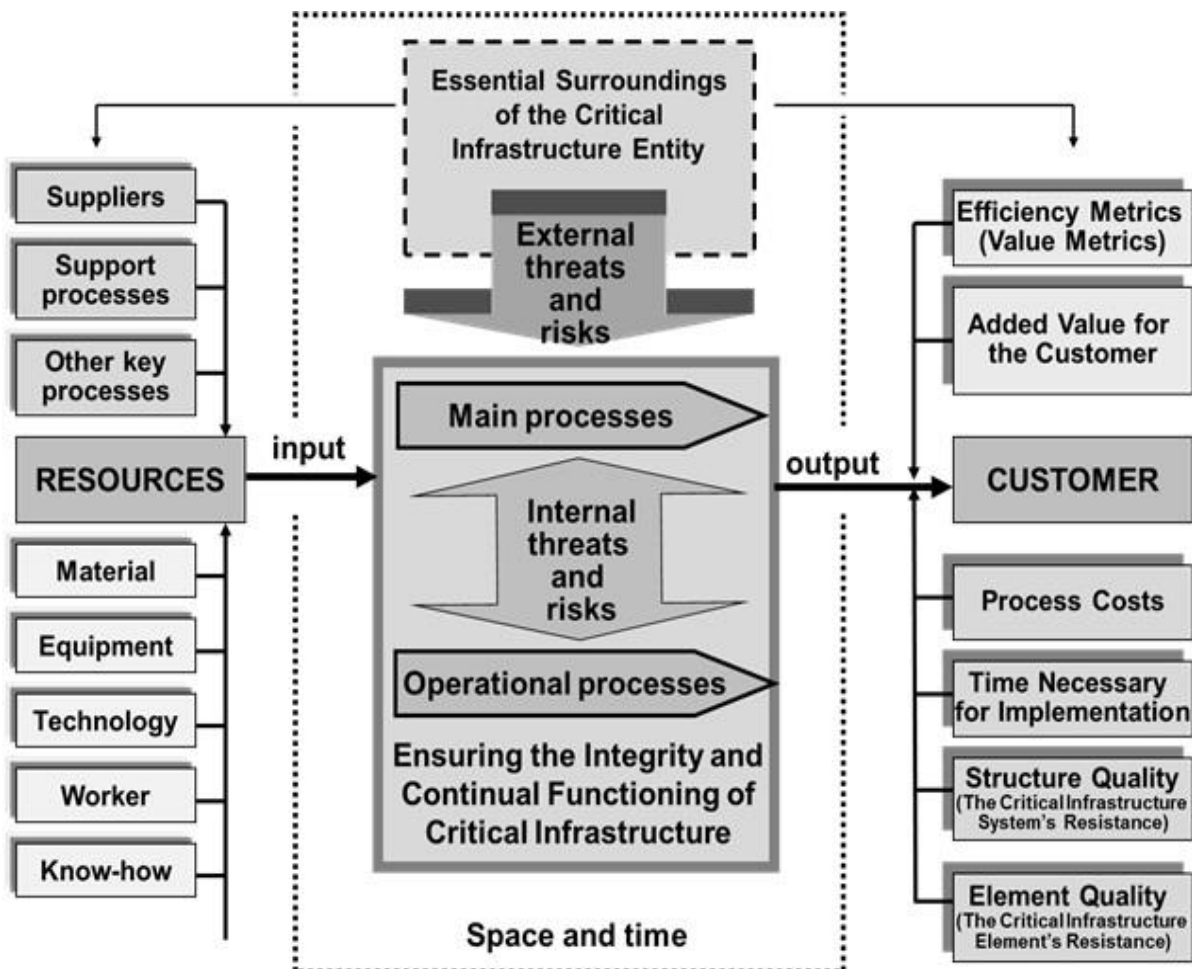 Essential Surroundings
of the Critical
Infrastructure Entity
Suppliers
Support
processes
Other key
processes
RESOURCES
Material
Equipment
Technology
Worker
Know-how
input
External
threats
and
risks
Main processes
Internal
threats
and
risks
Operational processes
Ensuring the Integrity and
Continual Functioning of
Critical Infrastructure
Space and time
output
Efficiency Metrics
(Value Metrics)
Added Value for
the Customer
CUSTOMER
Process Costs
Time Necessary
for Implementation
Structure Quality
(The Critical Infrastructure
System's Resistance)
Element Quality
(The Critical Infrastructure
Element's Resistance)